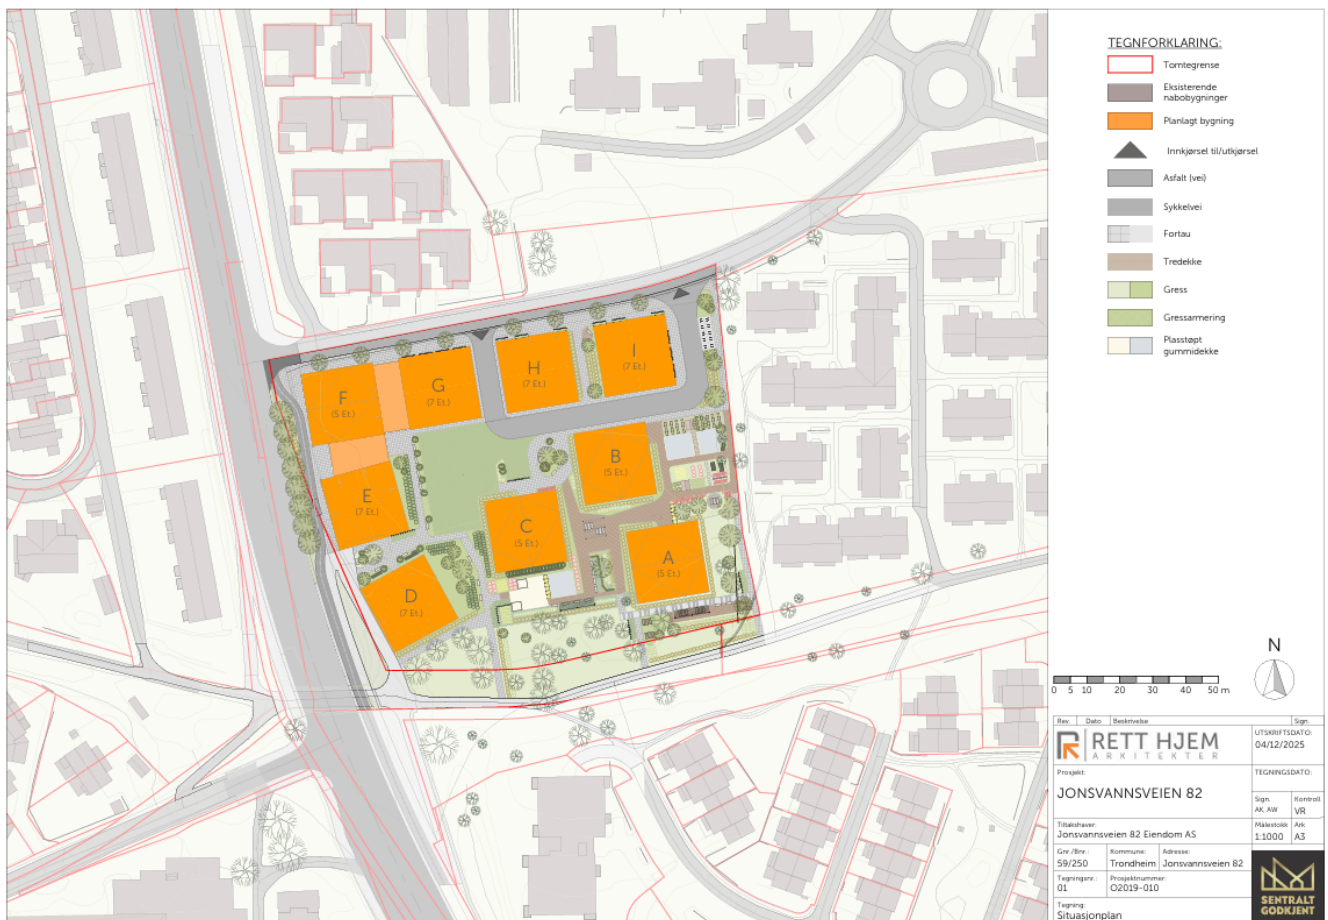 F
(5 Et.)
G
(7 Et.)
H
(7 Et.)
I
(7 Et.)
E
(7 Et.)
B
(5 Et.)
C
(5 Et.)
A
(5 Et.)
D
(7 Et.)
TEGNFORKLARING:
Tomtegrense
Eksisterende
nabobygninger
Planlagt bygning
Innkjørsel til/utkjørsel
Asfalt (vei)
Sykkelvei
Fortau
Tredekke
Gress
Gressarmering
Plasstøpt
gummidekke
N
0 5 10 20 30 40 50 m
Rev. Dato Beskrivelse Sign.
RETT HJEM
ARKITEKTER
UTSKRIFTSDATO:
04/12/2025
Prosjekt:
JONSVANNSVEIEN 82
TEGNINGSDATO:
Sign. Kontroll
AK, AW VR
Tiltakshaver:
Jonsvannsveien 82 Eiendom AS
Målestokk Ark
1:1000 A3
Gnr./Bnr.: Kommune: Adresse:
59/250 Trondheim Jonsvannsveien 82
Tegningsnr.: Prosjektnummer:
01 O2019-010
Tegning:
Situasjonplan
SENTRALT
GODKJENT